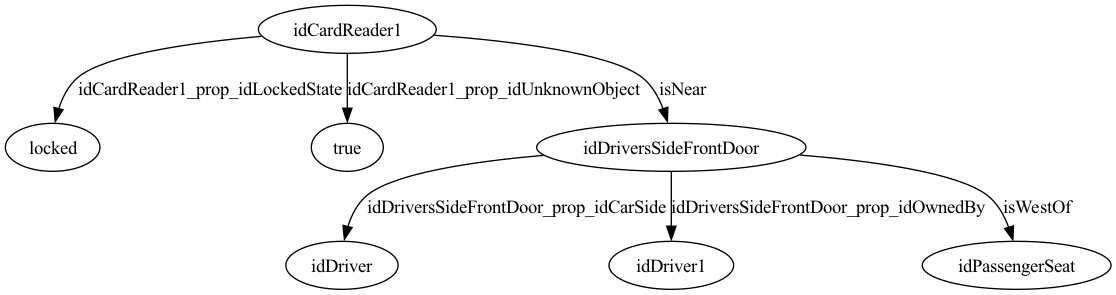 idCardReader1
idCardReader1_prop_idLockedState
idCardReader1_prop_idUnknownObject
isNear
locked
true
idDriversSideFrontDoor
idDriversSideFrontDoor_prop_idCarSide
idDriversSideFrontDoor_prop_idOwnedBy
isWestOf
idDriver
idDriver1
idPassengerSeat